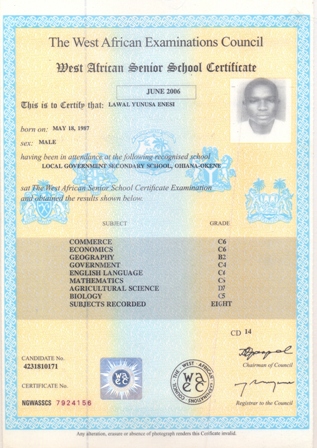 The West African Examinations Council
West African Senior School Certificate
JUNE 2006
This is to Certify that: LAWAL YUNUSA ENESI
born on: MAY 18, 1987
sex: MALE
having been in attendance at the following recognised school
LOCAL GOVERNMENT SECONDARY SCHOOL, OIHANA-OKENE
sat The West African Senior School Certificate Examination
and obtained the results shown below.
SUBJECT GRADE
COMMERCE C6
ECONOMICS C6
GEOGRAPHY B2
GOVERNMENT C4
ENGLISH LANGUAGE
MATHEMATICS
AGRICULTURAL SCIENCE D7
BIOLOGY C5
SUBJECTS RECORDED EIGHT
CD 14
CANDIDATE No.
4231810171
Chairman of Council
CERTIFICATE No.
NGWASSCS 7924156
THE WEST AFRICAN EXAMINATIONS COUNCIL
waec
Registrar to the Council
Any alteration, erasure or absence of photograph renders this Certificate invalid.